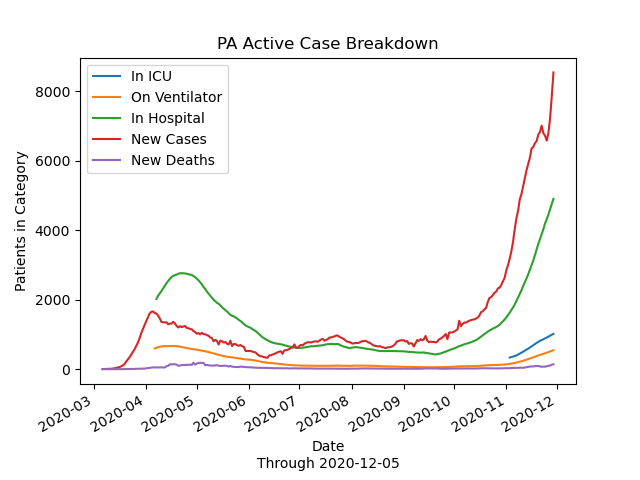 PA Active Case Breakdown
In ICU
On Ventilator
In Hospital
New Cases
New Deaths
Patients in Category
8000
6000
4000
2000
0
2020-03
2020-04
2020-05
2020-06
2020-07
2020-08
2020-09
2020-10
2020-11
2020-12
Date
Through 2020-12-05